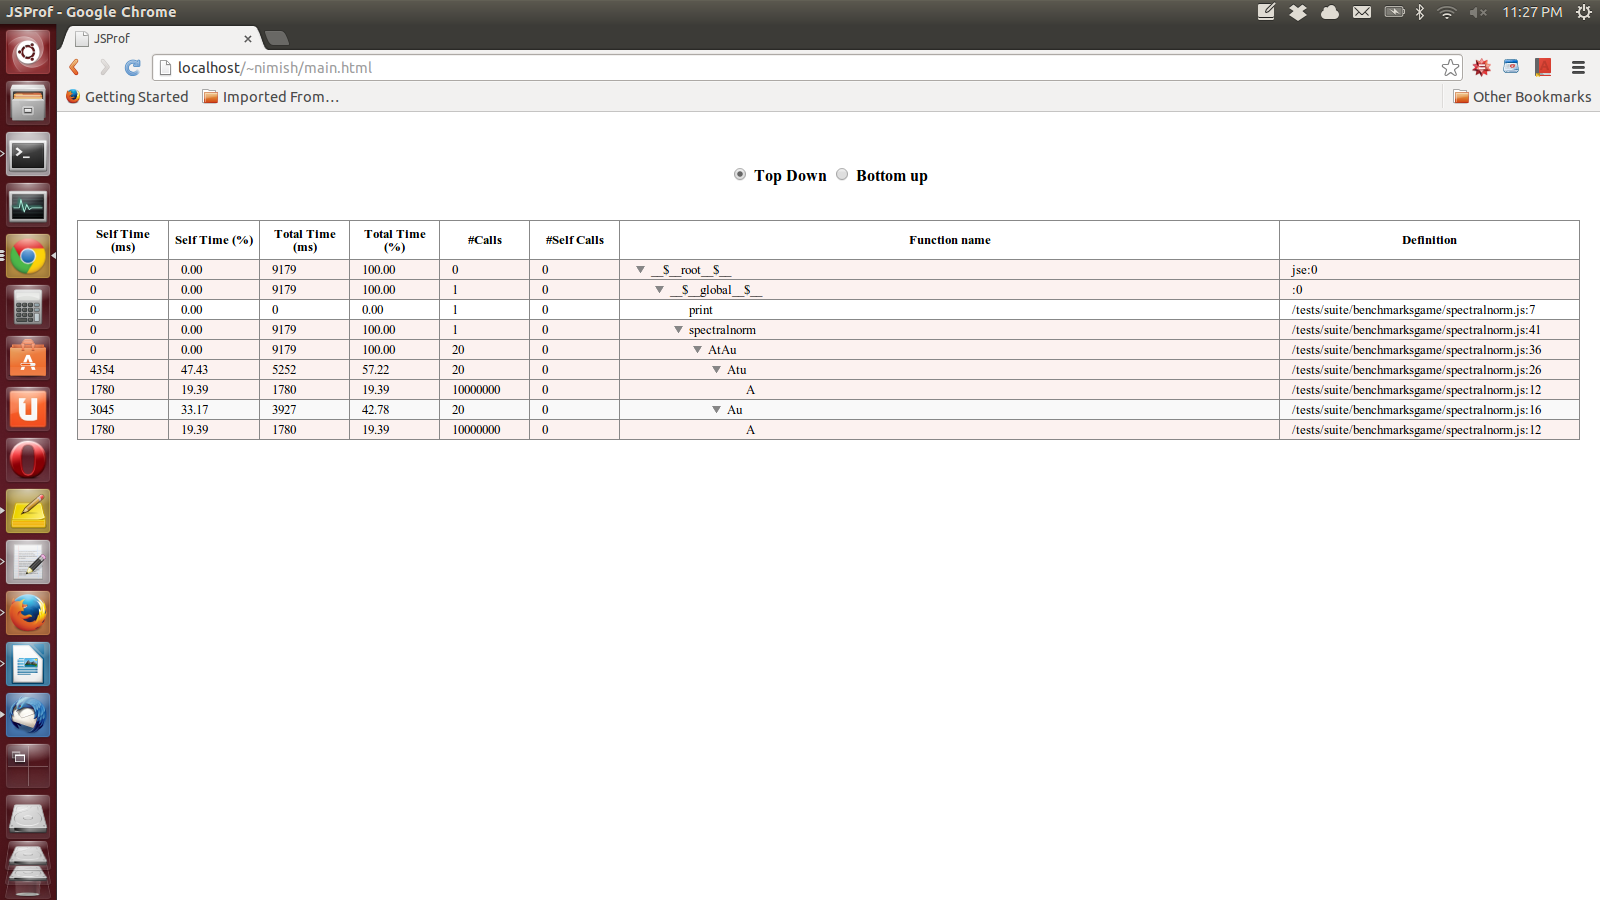 JSProf - Google Chrome
11:27 PM
JSProf
localhost/~nimish/main.html
Getting Started Imported From... Other Bookmarks
Top Down Bottom up
Self Time (ms) Self Time (%) Total Time (ms) Total Time (%) #Calls #Self Calls Function name Definition
0 0.00 9179 100.00 0 0 __$__root__$__ jse:0
0 0.00 9179 100.00 1 0 __$__global__$__ :0
0 0.00 0 0.00 1 0 print /tests/suite/benchmarksgame/spectralnorm.js:7
0 0.00 9179 100.00 1 0 spectralnorm /tests/suite/benchmarksgame/spectralnorm.js:41
0 0.00 9179 100.00 20 0 AtAu /tests/suite/benchmarksgame/spectralnorm.js:36
4354 47.43 5252 57.22 20 0 Atu /tests/suite/benchmarksgame/spectralnorm.js:26
1780 19.39 1780 19.39 10000000 0 A /tests/suite/benchmarksgame/spectralnorm.js:12
3045 33.17 3927 42.78 20 0 Au /tests/suite/benchmarksgame/spectralnorm.js:16
1780 19.39 1780 19.39 10000000 0 A /tests/suite/benchmarksgame/spectralnorm.js:12